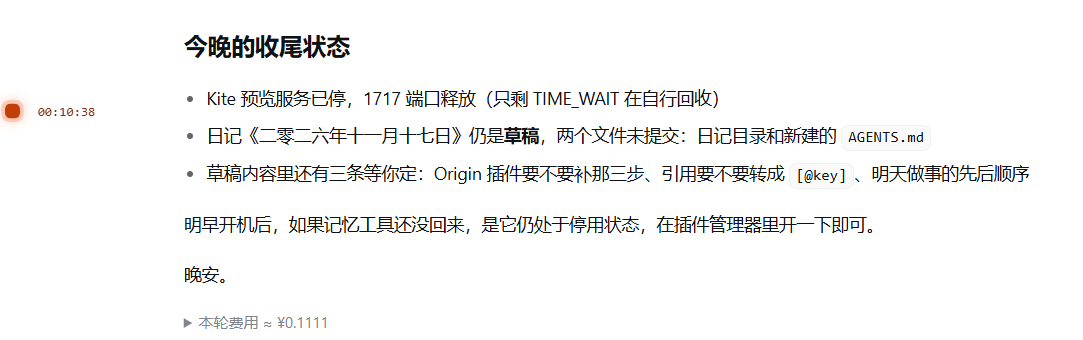 今晚的收尾状态
Kite 预览服务已停，1717 端口释放（只剩 TIME_WAIT 在自行回收）
00:10:38
日记《二零二六年十一月十七日》仍是草稿，两个文件未提交：日记目录和新建的 AGENTS.md
草稿内容里还有三条等你定：Origin 插件要不要补那三步、引用要不要转成 [@key] 、明天做事的先后顺序
明早开机后，如果记忆工具还没回来，是它仍处于停用状态，在插件管理器里开一下即可。
晚安。
本轮费用 ≈ ¥0.1111